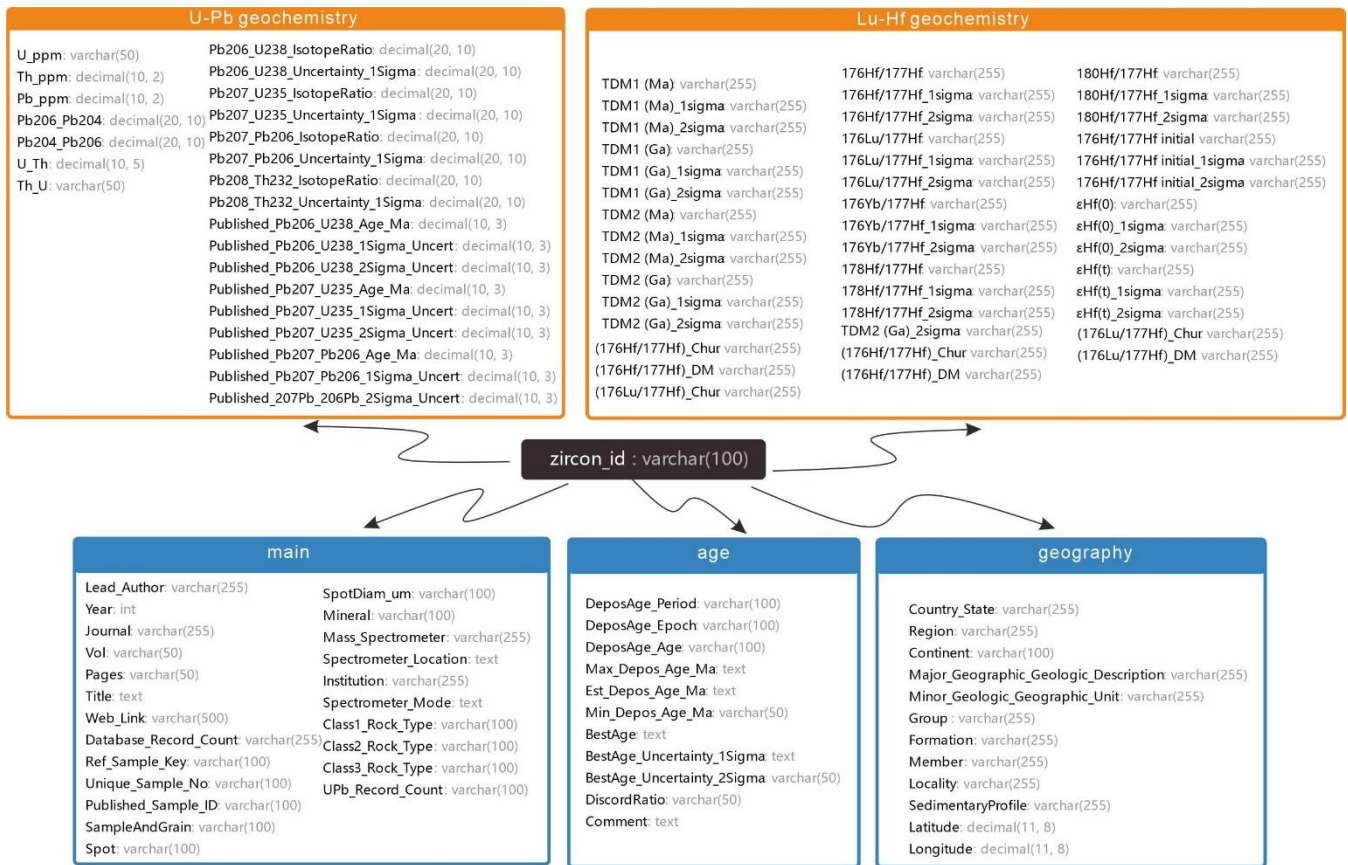 U-Pb geochemistry
U_ppm: varchar(50)
Th_ppm: decimal(10, 2)
Pb_ppm: decimal(10, 2)
Pb206_Pb204: decimal(20, 10)
Pb204_Pb206: decimal(20, 10)
U_Th: decimal(10, 5)
Th_U: varchar(50)
Pb206_U238_IsotopeRatio: decimal(20, 10)
Pb206_U238_Uncertainty_1Sigma: decimal(20, 10)
Pb207_U235_IsotopeRatio: decimal(20, 10)
Pb207_U235_Uncertainty_1Sigma: decimal(20, 10)
Pb207_Pb206_IsotopeRatio: decimal(20, 10)
Pb207_Pb206_Uncertainty_1Sigma: decimal(20, 10)
Pb208_Th232_IsotopeRatio: decimal(20, 10)
Pb208_Th232_Uncertainty_1Sigma: decimal(20, 10)
Published_Pb206_U238_Age_Ma: decimal(10, 3)
Published_Pb206_U238_1Sigma_Uncert: decimal(10, 3)
Published_Pb206_U238_2Sigma_Uncert: decimal(10, 3)
Published_Pb207_U235_Age_Ma: decimal(10, 3)
Published_Pb207_U235_1Sigma_Uncert: decimal(10, 3)
Published_Pb207_U235_2Sigma_Uncert: decimal(10, 3)
Published_Pb207_Pb206_Age_Ma: decimal(10, 3)
Published_Pb207_Pb206_1Sigma_Uncert: decimal(10, 3)
Published_207Pb_206Pb_2Sigma_Uncert: decimal(10, 3)
Lu-Hf geochemistry
TDM1 (Ma): varchar(255)
TDM1 (Ma)_1sigma: varchar(255)
TDM1 (Ma)_2sigma: varchar(255)
TDM1 (Ga): varchar(255)
TDM1 (Ga)_1sigma: varchar(255)
TDM1 (Ga)_2sigma: varchar(255)
TDM2 (Ma): varchar(255)
TDM2 (Ma)_1sigma: varchar(255)
TDM2 (Ma)_2sigma: varchar(255)
TDM2 (Ga): varchar(255)
TDM2 (Ga)_1sigma: varchar(255)
TDM2 (Ga)_2sigma: varchar(255)
(176Hf/177Hf)_Chur varchar(255)
(176Hf/177Hf)_DM varchar(255)
(176Lu/177Hf)_Chur varchar(255)
176Hf/177Hf: varchar(255)
176Hf/177Hf_1sigma: varchar(255)
176Hf/177Hf_2sigma: varchar(255)
176Lu/177Hf: varchar(255)
176Lu/177Hf_1sigma: varchar(255)
176Lu/177Hf_2sigma: varchar(255)
176Yb/177Hf: varchar(255)
176Yb/177Hf_1sigma: varchar(255)
176Yb/177Hf_2sigma: varchar(255)
178Hf/177Hf: varchar(255)
178Hf/177Hf_1sigma: varchar(255)
178Hf/177Hf_2sigma: varchar(255)
TDM2 (Ga)_2sigma: varchar(255)
(176Hf/177Hf)_Chur varchar(255)
(176Hf/177Hf)_DM varchar(255)
180Hf/177Hf: varchar(255)
180Hf/177Hf_1sigma: varchar(255)
180Hf/177Hf_2sigma: varchar(255)
176Hf/177Hf initial: varchar(255)
176Hf/177Hf initial_1sigma: varchar(255)
176Hf/177Hf initial_2sigma: varchar(255)
εHf(0): varchar(255)
εHf(0)_1sigma: varchar(255)
εHf(0)_2sigma: varchar(255)
εHf(t): varchar(255)
εHf(t)_1sigma: varchar(255)
εHf(t)_2sigma: varchar(255)
(176Lu/177Hf)_Chur varchar(255)
(176Lu/177Hf)_DM varchar(255)
zircon_id : varchar(100)
main
Lead_Author: varchar(255)
Year: int
Journal: varchar(255)
Vol: varchar(50)
Pages: varchar(50)
Title: text
Web_Link: varchar(500)
Database_Record_Count: varchar(255)
Ref_Sample_Key: varchar(100)
Unique_Sample_No: varchar(100)
Published_Sample_ID: varchar(100)
SampleAndGrain: varchar(100)
Spot: varchar(100)
SpotDiam_um: varchar(100)
Mineral: varchar(100)
Mass_Spectrometer: varchar(255)
Spectrometer_Location: text
Institution: varchar(255)
Spectrometer_Mode: text
Class1_Rock_Type: varchar(100)
Class2_Rock_Type: varchar(100)
Class3_Rock_Type: varchar(100)
UPb_Record_Count: varchar(100)
age
DeposAge_Period: varchar(100)
DeposAge_Epoch: varchar(100)
DeposAge_Age: varchar(100)
Max_Depos_Age_Ma: text
Est_Depos_Age_Ma: text
Min_Depos_Age_Ma: varchar(50)
BestAge: text
BestAge_Uncertainty_1Sigma: text
BestAge_Uncertainty_2Sigma: varchar(50)
DiscordRatio: varchar(50)
Comment: text
geography
Country_State: varchar(255)
Region: varchar(255)
Continent: varchar(100)
Major_Geographic_Geologic_Description: varchar(255)
Minor_Geologic_Geographic_Unit: varchar(255)
Group : varchar(255)
Formation: varchar(255)
Member: varchar(255)
Locality: varchar(255)
SedimentaryProfile: varchar(255)
Latitude: decimal(11, 8)
Longitude: decimal(11, 8)